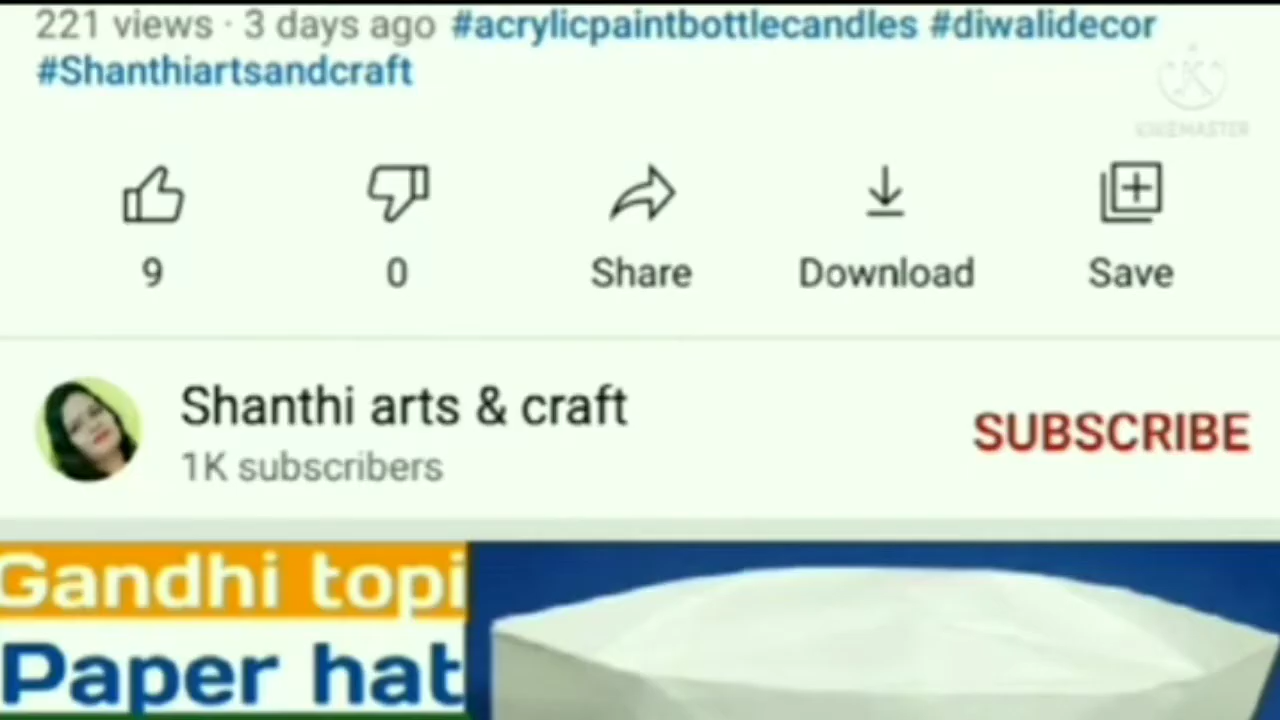 221 views · 3 days ago #acrylicpaintbottlecandles #diwalidecor
#Shanthiartsandcraft
KINEMASTER
9
0
Share
Download
Save
Shanthi arts & craft
1K subscribers
SUBSCRIBE
Gandhi topi
Paper hat